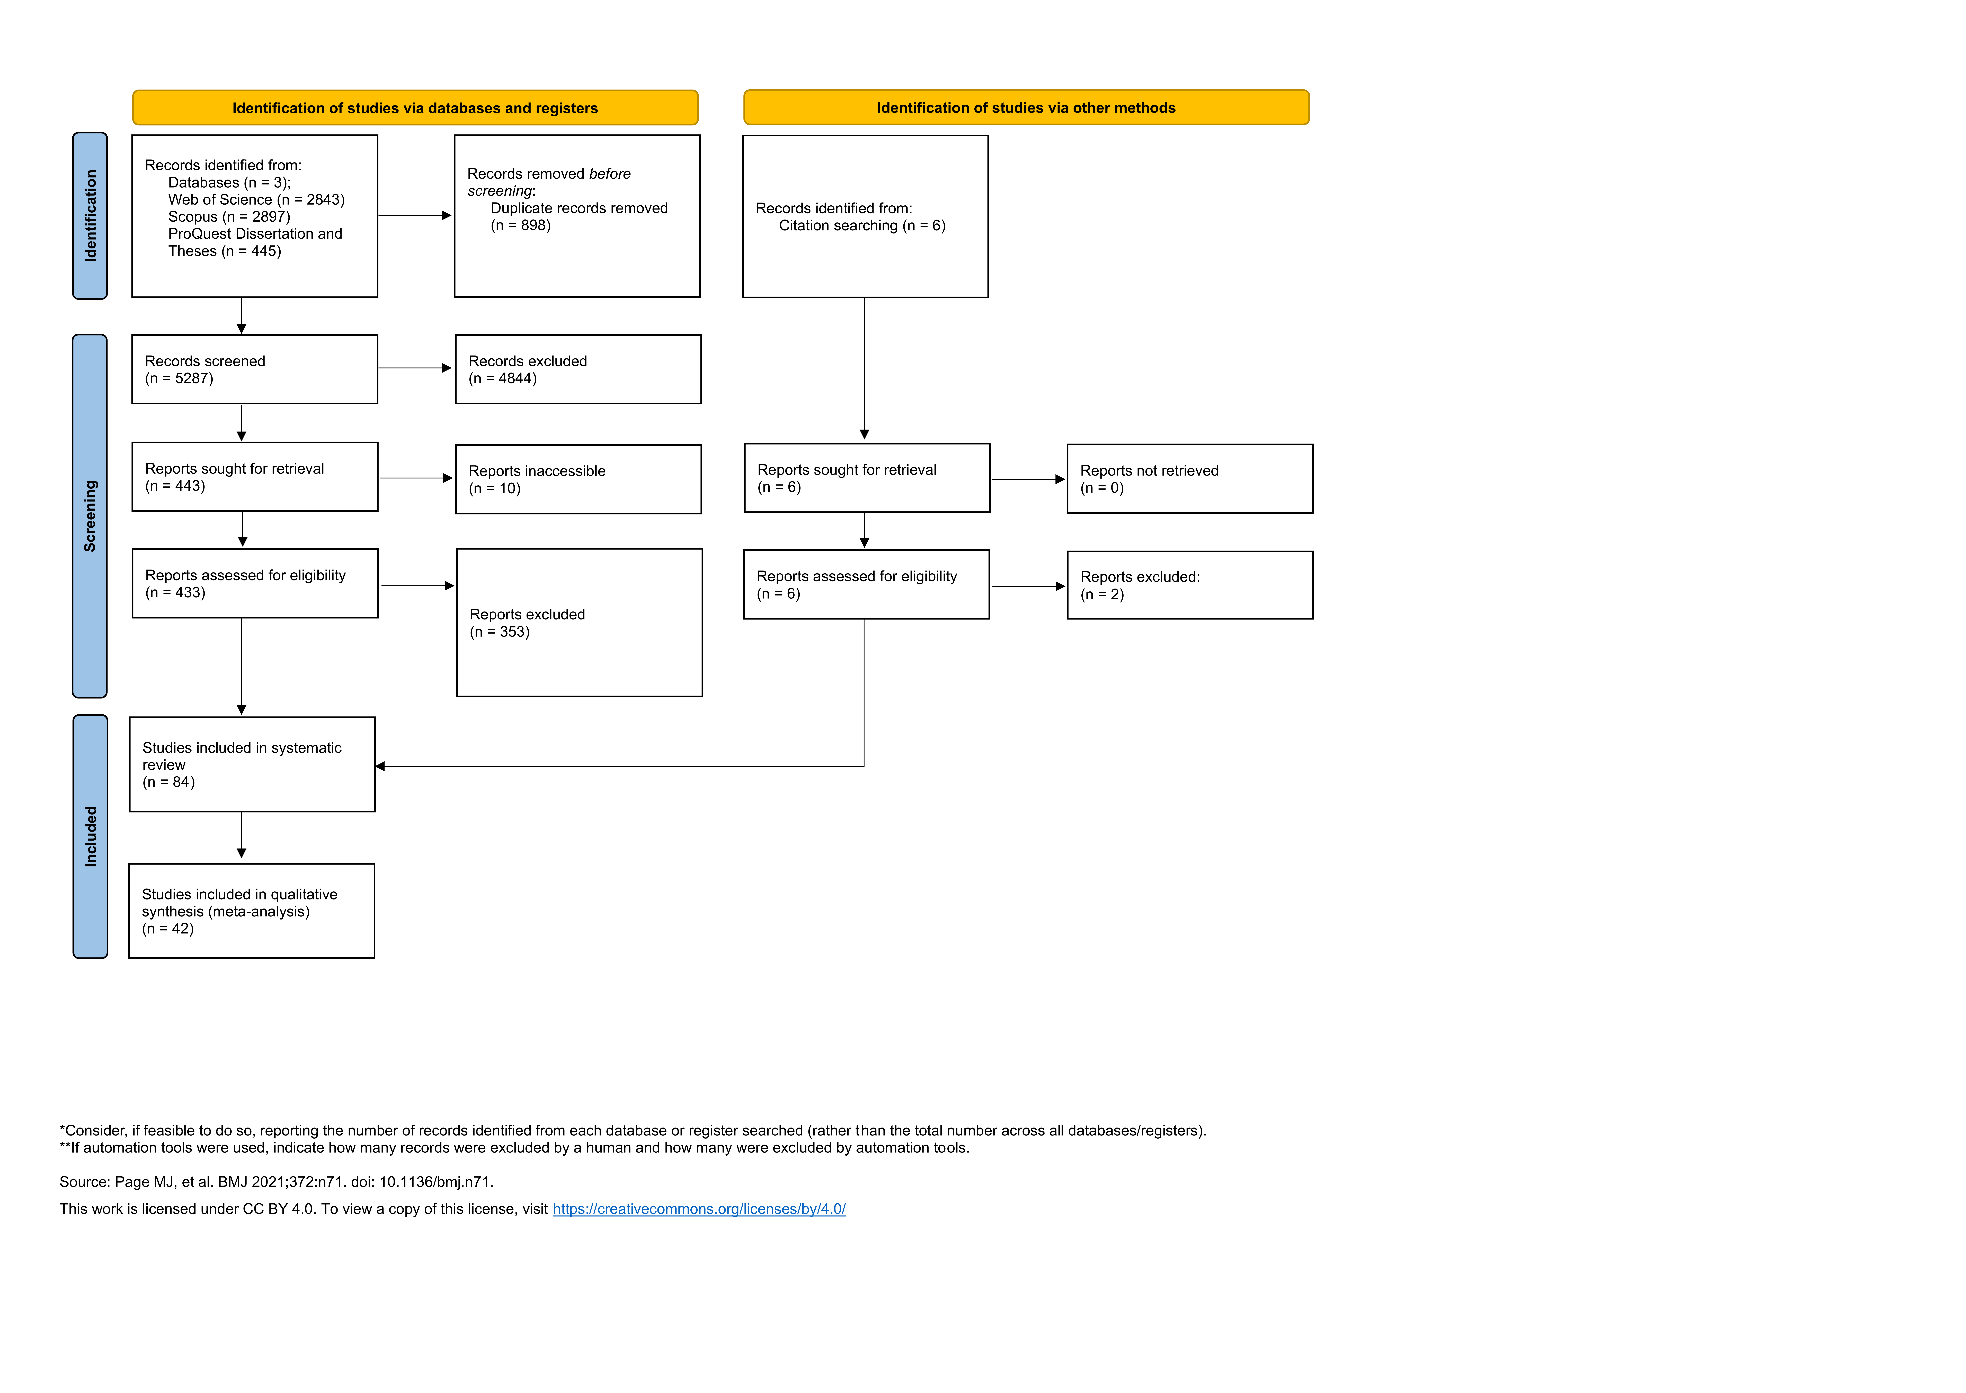 Identification of studies via databases and registers
Identification of studies via other methods
Identification
Records identified from:
Databases (n = 3);
Web of Science (n = 2843)
Scopus (n = 2897)
ProQuest Dissertation and
Theses (n = 445)
Records removed before
screening:
Duplicate records removed
(n = 898)
Records identified from:
Citation searching (n = 6)
Screening
Records screened
(n = 5287)
Records excluded
(n = 4844)
Reports sought for retrieval
(n = 443)
Reports inaccessible
(n = 10)
Reports sought for retrieval
(n = 6)
Reports not retrieved
(n = 0)
Reports assessed for eligibility
(n = 433)
Reports excluded
(n = 353)
Reports assessed for eligibility
(n = 6)
Reports excluded:
(n = 2)
Included
Studies included in systematic
review
(n = 84)
Studies included in qualitative
synthesis (meta-analysis)
(n = 42)
*Consider, if feasible to do so, reporting the number of records identified from each database or register searched (rather than the total number across all databases/registers).
**If automation tools were used, indicate how many records were excluded by a human and how many were excluded by automation tools.
Source: Page MJ, et al. BMJ 2021;372:n71. doi: 10.1136/bmj.n71.
This work is licensed under CC BY 4.0. To view a copy of this license, visit https://creativecommons.org/licenses/by/4.0/